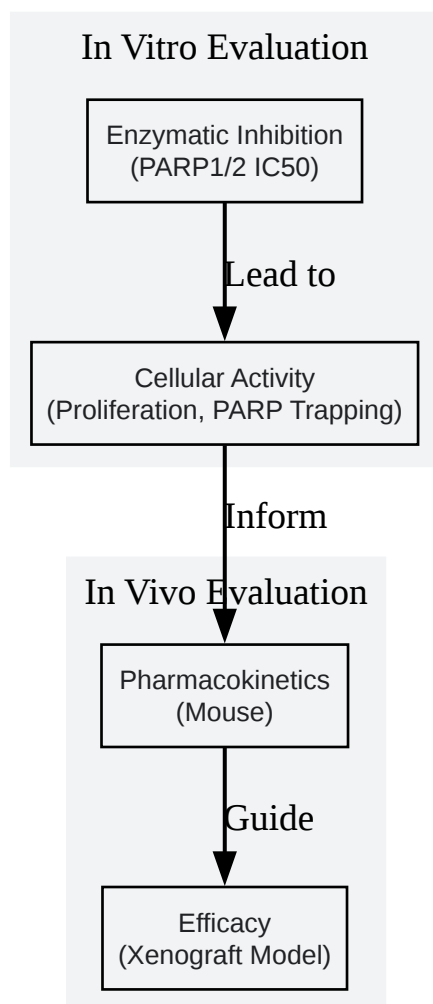 In Vitro Evaluation
Enzymatic Inhibition
(PARP1/2 IC50)
Lead to
Cellular Activity
(Proliferation, PARP Trapping)
Inform
In Vivo Evaluation
Pharmacokinetics
(Mouse)
Guide
Efficacy
(Xenograft Model)